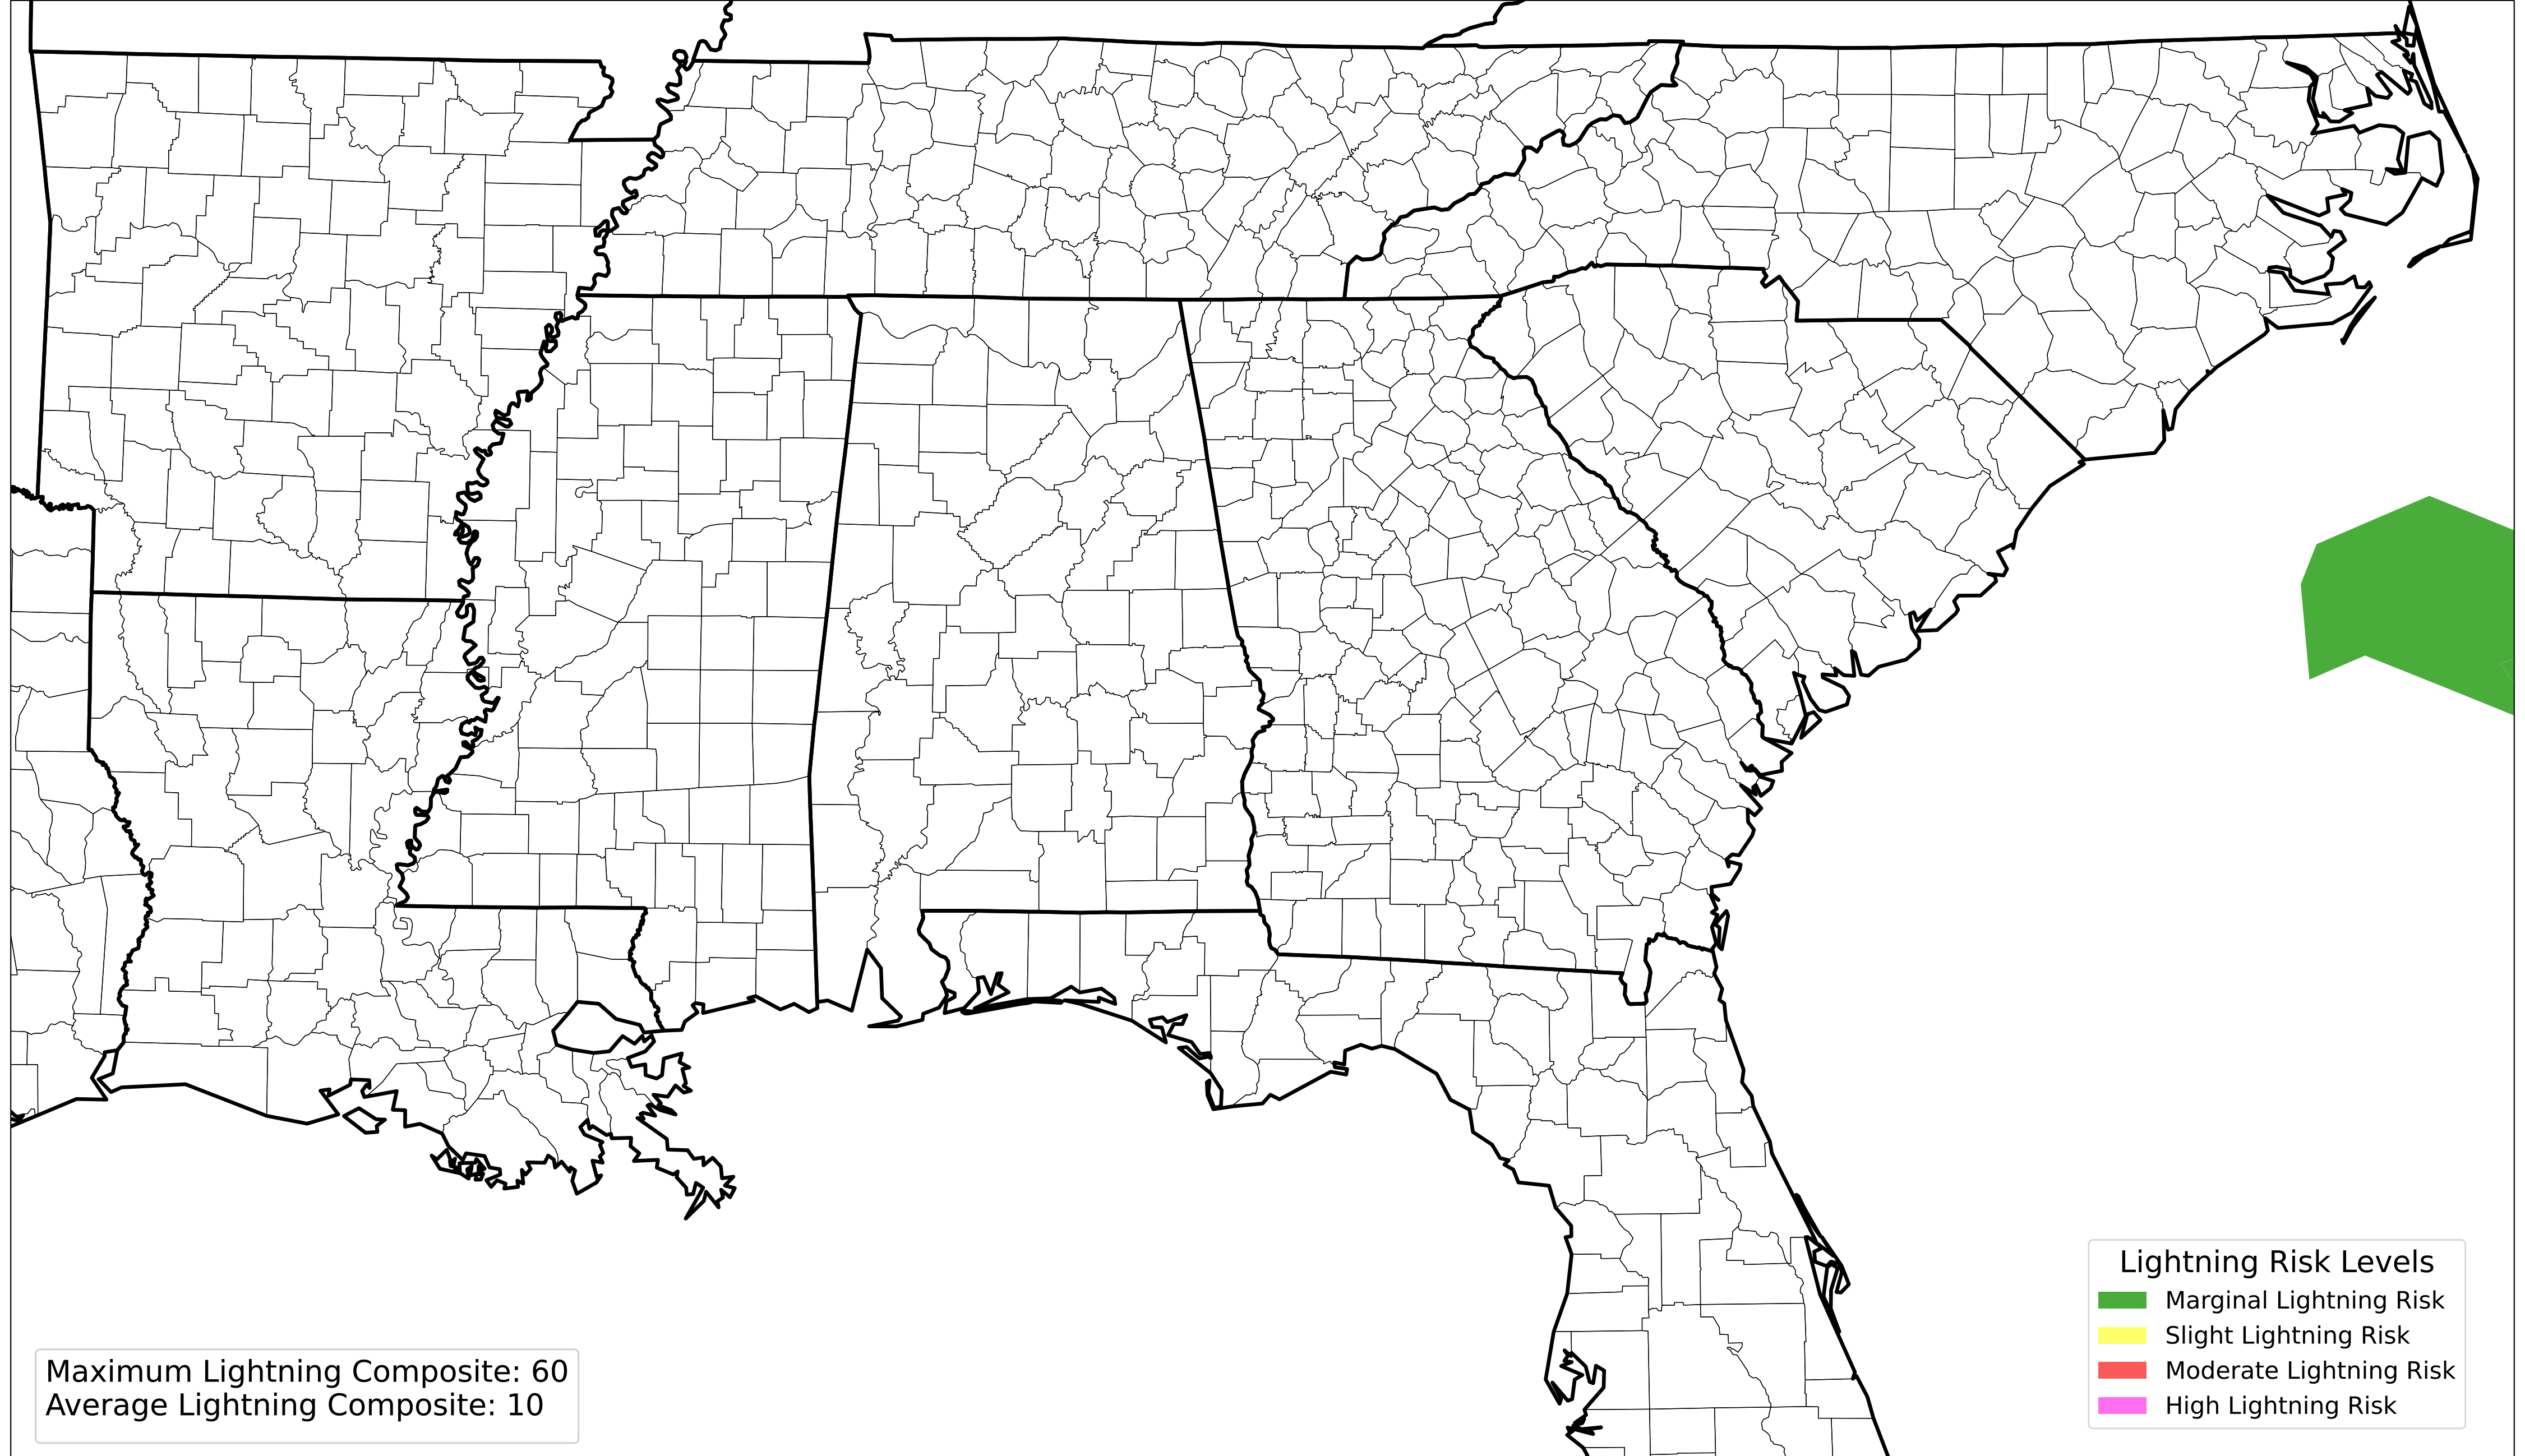 Lightning Risk Levels
Marginal Lightning Risk
Slight Lightning Risk
Moderate Lightning Risk
High Lightning Risk
Maximum Lightning Composite: 60
Average Lightning Composite: 10